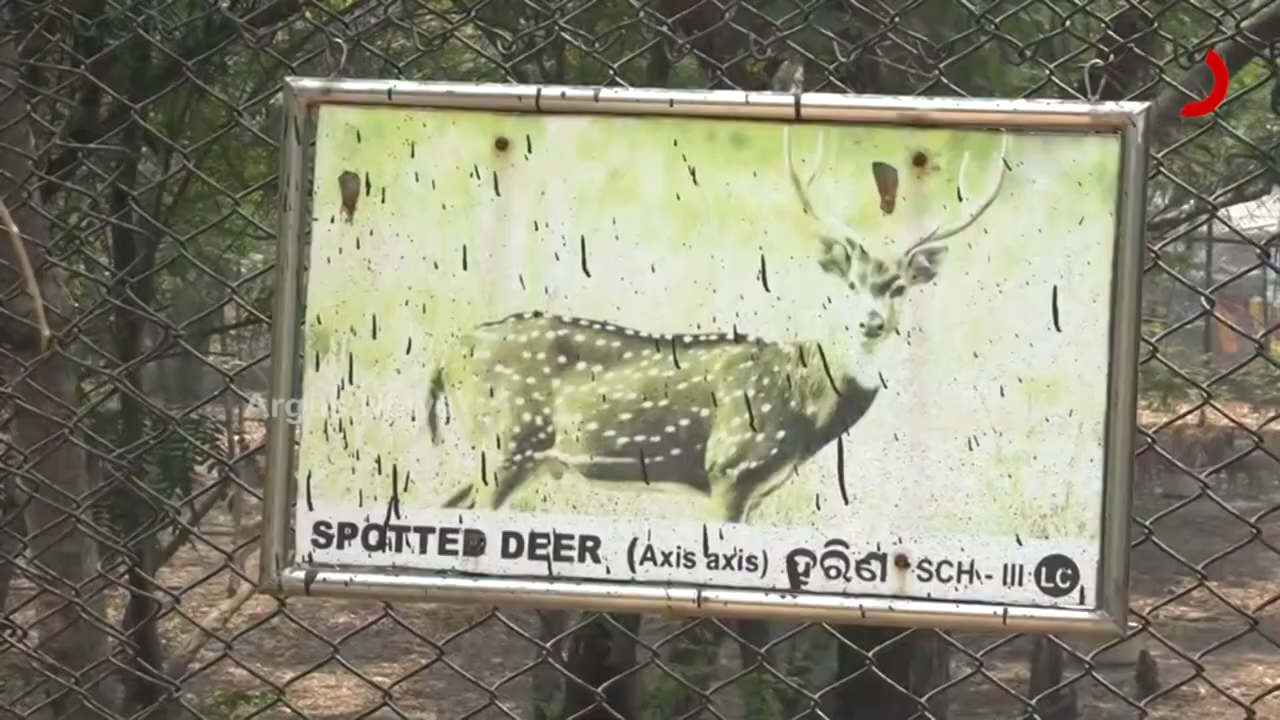 SPOTTED DEER (Axis axis) ହରିଣ SCH - III LC